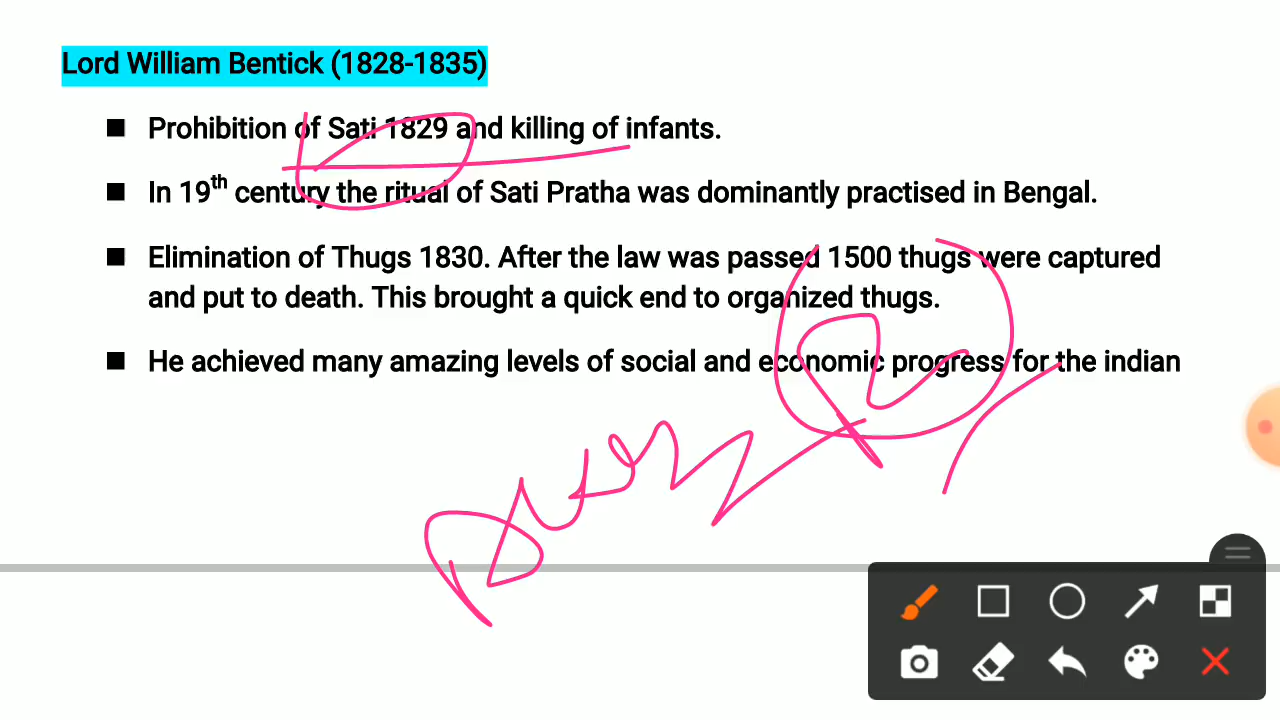 Lord William Bentick (1828-1835)
■ Prohibition of Sati 1829 and killing of infants.
■ In 19th century the ritual of Sati Pratha was dominantly practised in Bengal.
■ Elimination of Thugs 1830. After the law was passed 1500 thugs were captured
and put to death. This brought a quick end to organized thugs.
■ He achieved many amazing levels of social and economic progress for the indian